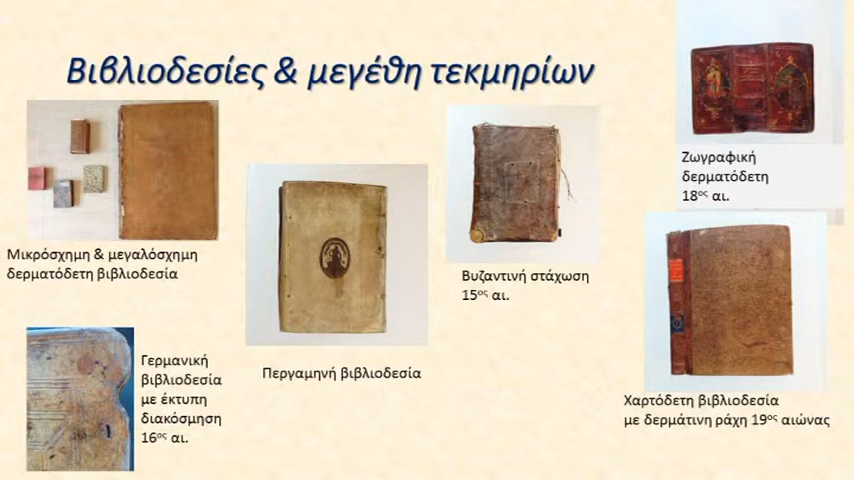 Βιβλιοδεσίες & μεγέθη τεκμηρίων
Μικρόσχημη & μεγαλόσχημη
δερματόδετη βιβλιοδεσία
Γερμανική
βιβλιοδεσία
με έκτυπη
διακόσμηση
16ος αι.
Περγαμηνή βιβλιοδεσία
Βυζαντινή στάχωση
15ος αι.
Ζωγραφική
δερματόδετη
18ος αι.
Χαρτόδετη βιβλιοδεσία
με δερμάτινη ράχη 19ος αιώνας